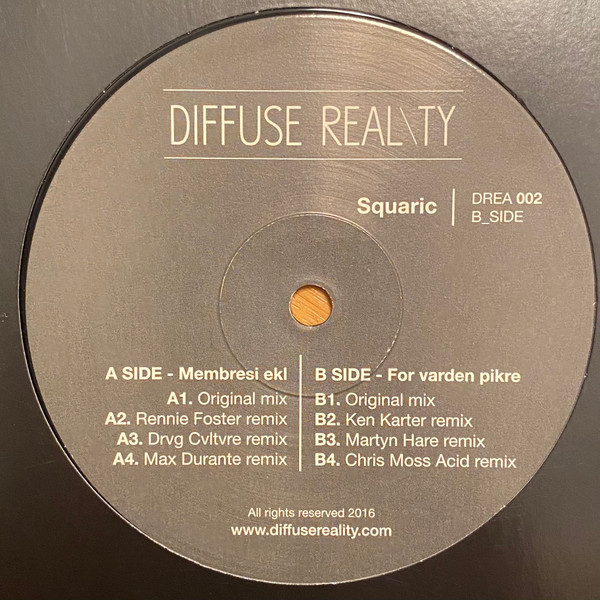 DIFFUSE REAL\TY
Squaric
DREA 002
B_SIDE
A SIDE - Membresi ekl
A1. Original mix
A2. Rennie Foster remix
A3. Drvg Cvltvre remix
A4. Max Durante remix
B SIDE - For varden pikre
B1. Original mix
B2. Ken Karter remix
B3. Martyn Hare remix
B4. Chris Moss Acid remix
All rights reserved 2016
www.diffusereality.com